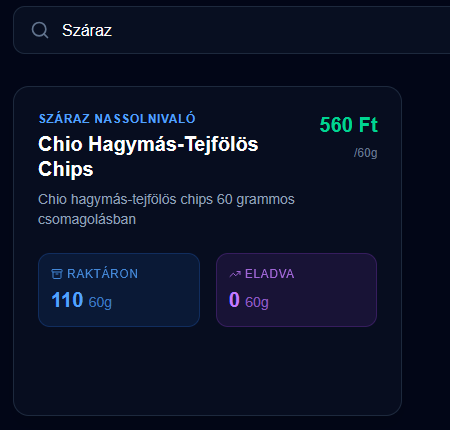 Száraz
SZÁRAZ NASSOLNIVALÓ
560 Ft
Chio Hagymás-Tejfölös
Chips
/60g
Chio hagymás-tejfölös chips 60 grammos
csomagolásban
RAKTÁRON
110 60g
ELADVA
0 60g